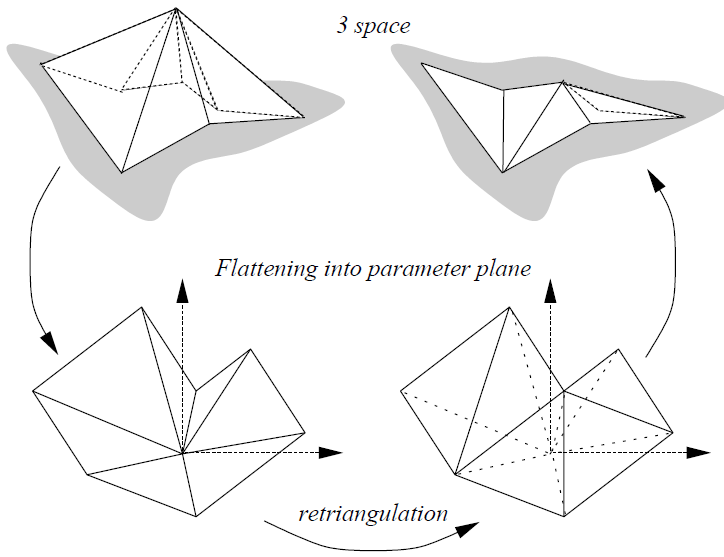 3 space
Flattening into parameter plane
retriangulation